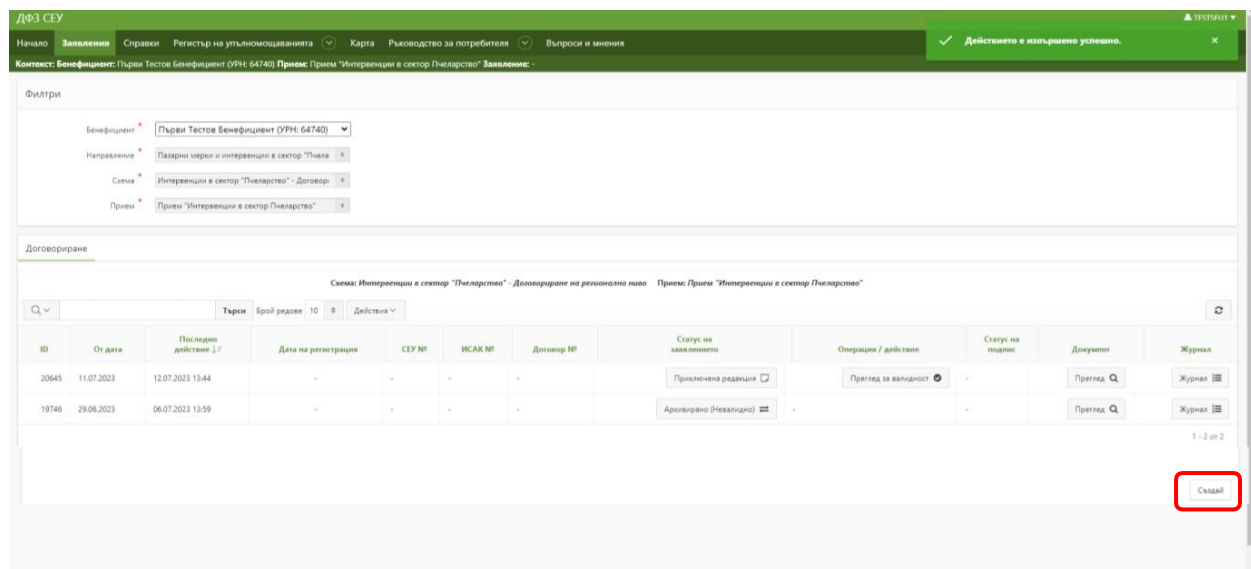 ДФЗ СЕУ
TESTSEU1
Начало Заявления Справки Регистър на упълномощаванията Карта Ръководство за потребителя Въпроси и мнения
Действието е извършено успешно. ×
Контекст: Бенефициент: Първи Тестов Бенефициент (УРН: 64740) Прием: Прием "Интервенции в сектор Пчеларство" Заявление: -
Филтри
Бенефициент * Първи Тестов Бенефициент (УРН: 64740)
Направление * Пазарни мерки и интервенции в сектор "Пчела
Схема * Интервенции в сектор "Пчеларство" - Договори
Прием * Прием "Интервенции в сектор Пчеларство"
Договориране
Схема: Интервенции в сектор "Пчеларство" - Договориране на регионално ниво Прием: Прием "Интервенции в сектор Пчеларство"
Търси Брой редове 10 Действия
ID От дата Последно действие Дата на регистрация СЕУ № ИСАК № Договор № Статус на заявлението Операции / действие Статус на подпис Документ Журнал
20645 11.07.2023 12.07.2023 13:44 - - - - Приключена редакция Преглед за валидност - Преглед Журнал
19746 29.06.2023 06.07.2023 13:59 - - - - Архивирано (Невалидно) - - Преглед Журнал
1 - 2 от 2
Създай